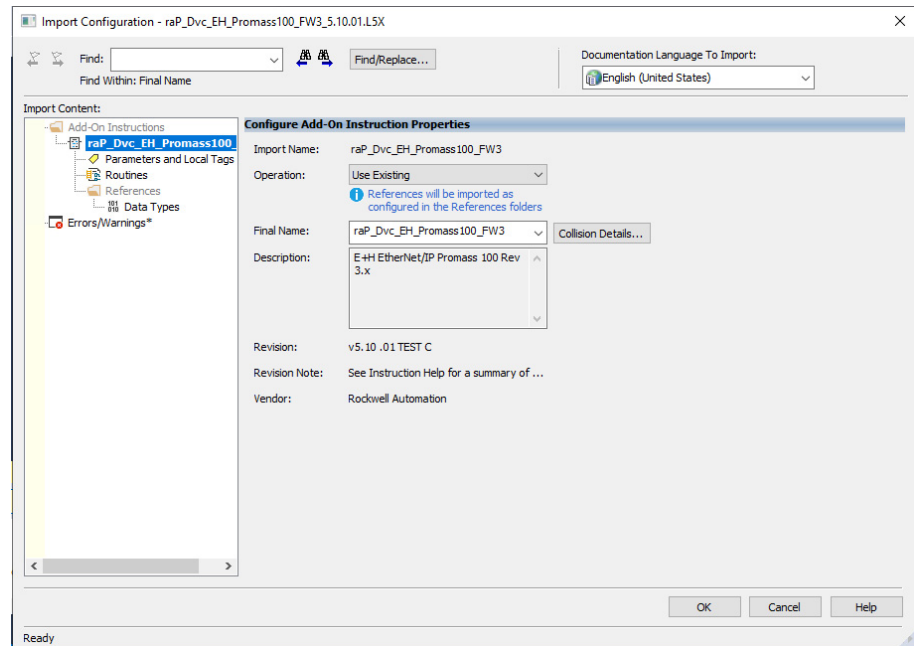 Import Configuration - raP_Dvc_EH_Promass100_FW3_5.10.01.L5X
Find:
Find/Replace...
Find Within: Final Name
Documentation Language To Import:
English (United States)
Import Content:
Add-On Instructions
raP_Dvc_EH_Promass100_
Parameters and Local Tags
Routines
References
Data Types
Errors/Warnings*
Configure Add-On Instruction Properties
Import Name: raP_Dvc_EH_Promass100_FW3
Operation: Use Existing
References will be imported as
configured in the References folders
Final Name: raP_Dvc_EH_Promass100_FW3 Collision Details...
Description: E+H EtherNet/IP Promass 100 Rev
3.x
Revision: v5.10 .01 TEST C
Revision Note: See Instruction Help for a summary of ...
Vendor: Rockwell Automation
OK Cancel Help
Ready